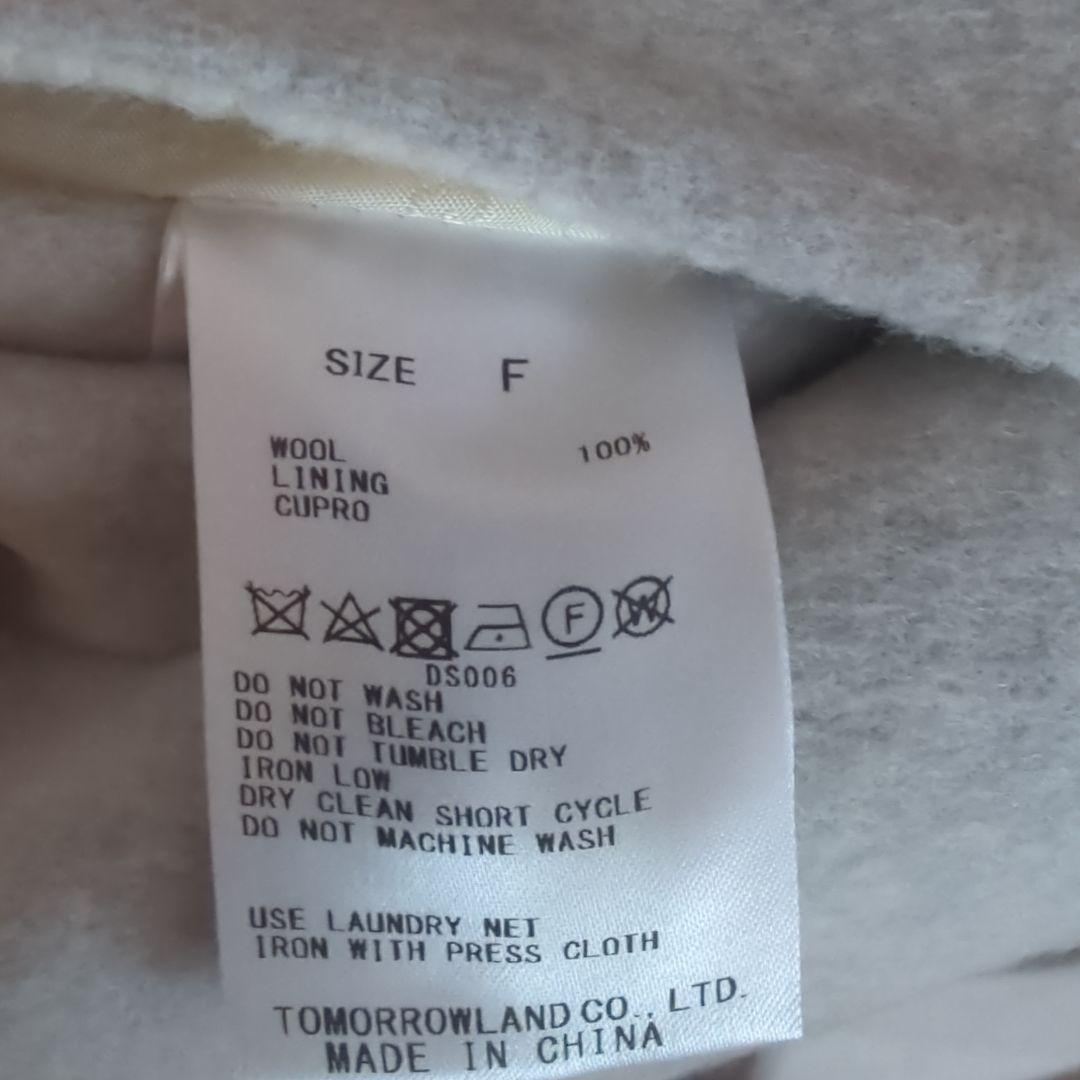 SIZE F
WOOL 100%
LINING
CUPRO
F W
DS006
DO NOT WASH
DO NOT BLEACH
DO NOT TUMBLE DRY
IRON LOW
DRY CLEAN SHORT CYCLE
DO NOT MACHINE WASH
USE LAUNDRY NET
IRON WITH PRESS CLOTH
TOMORROWLAND CO., LTD.
MADE IN CHINA